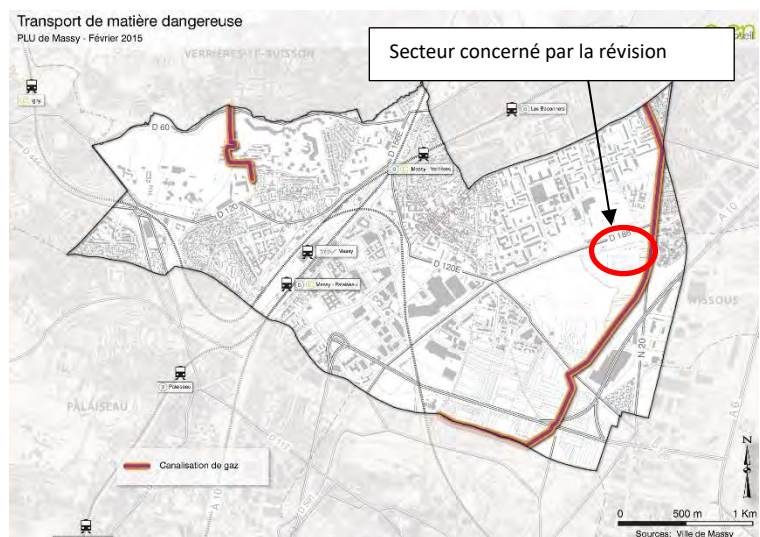 Transport de matière dangereuse
PLU de Massy - Février 2015
Secteur concerné par la révision
VERRIÈRES-LE-BUISSON
Igny
Les Baconnets
D 60
Massy - Verrières
D 120
D 188
Massy
D 120E
Massy - Palaiseau
WISSOUS
N 20
Palaiseau
PALAISEAU
A 6
A 10
Canalisation de gaz
N
0 500 m 1 Km
Sources: Ville de Massy